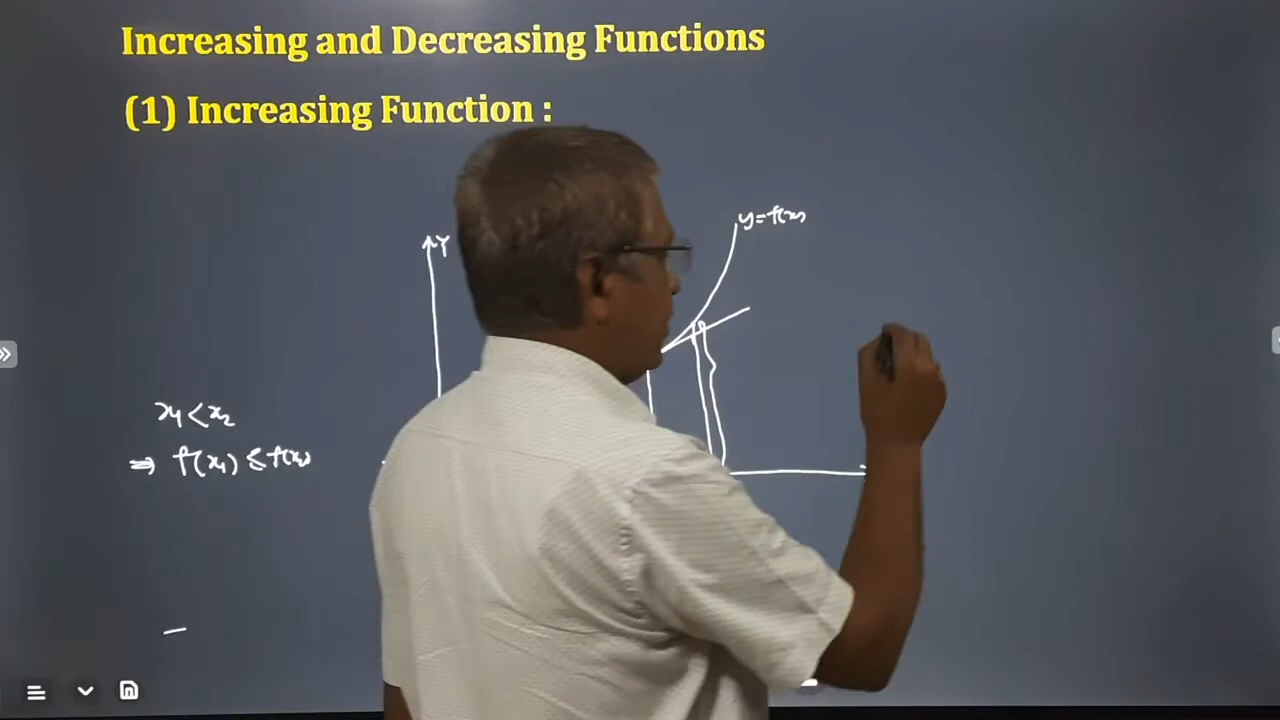 Increasing and Decreasing Functions
(1) Increasing Function :
y=f(x)
Y
x₁ < x₂
⇒ f(x₁) ≤ f(x₂)